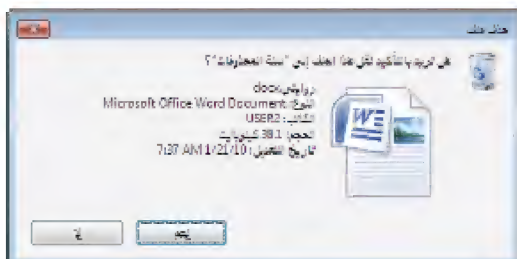 حذف ملف
هل تريد بالتأكيد نقل هذا الملف إلى "سلة المحذوفات"؟
روايتي.docx
النوع: Microsoft Office Word Document
الكاتب: USER2
الحجم: 38.1 كيلوبايت
تاريخ التعديل: 1/21/10 7:37 AM
نعم
لا